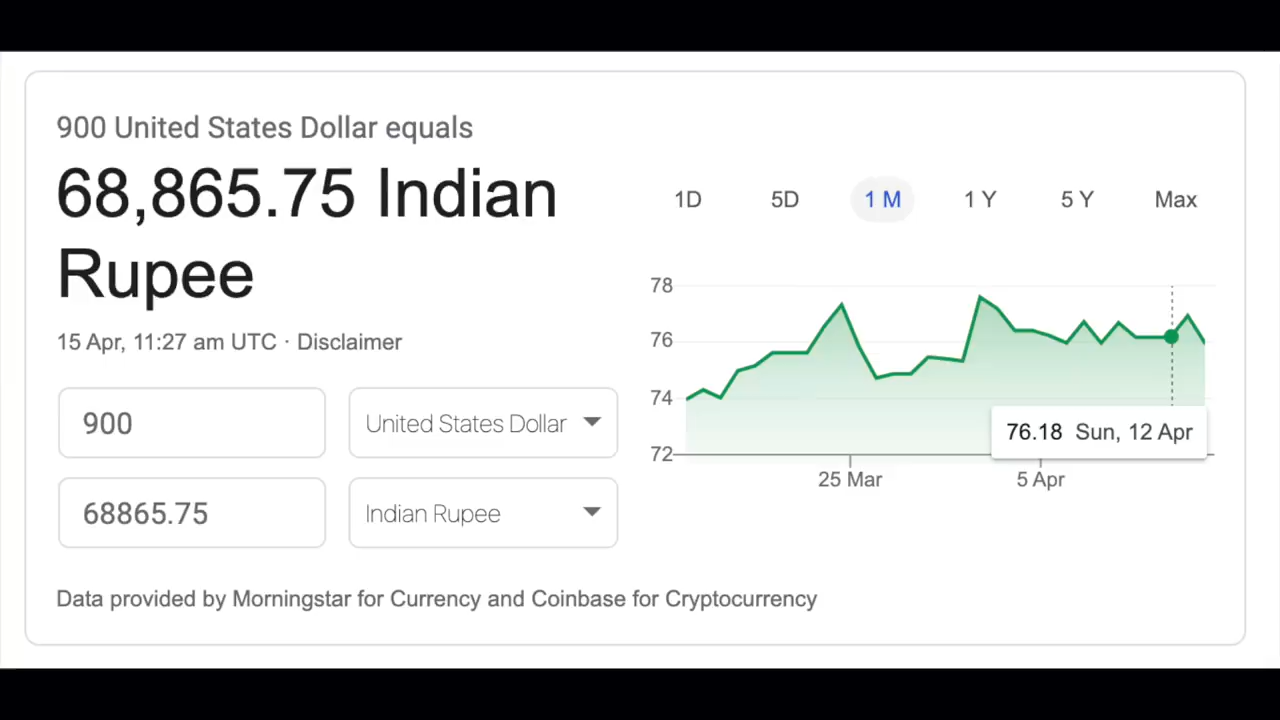 900 United States Dollar equals
68,865.75 Indian
Rupee
15 Apr, 11:27 am UTC · Disclaimer
900
United States Dollar
68865.75
Indian Rupee
1D 5D 1 M 1 Y 5 Y Max
78
76
74
72
76.18 Sun, 12 Apr
25 Mar 5 Apr
Data provided by Morningstar for Currency and Coinbase for Cryptocurrency